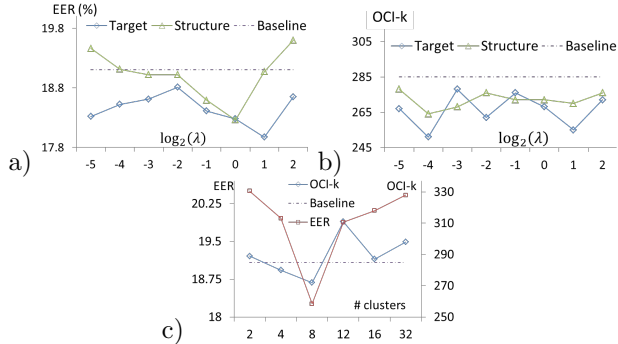 EER (%)
Target Structure Baseline
19.8
18.8
17.8
log₂(λ)
-5 -4 -3 -2 -1 0 1 2
a)
OCI-k
Target Structure Baseline
305
285
265
245
log₂(λ)
-5 -4 -3 -2 -1 0 1 2
b)
EER OCI-k OCI-k
Baseline
EER
20.25
19.5
18.75
18
330
310
290
270
250
# clusters
2 4 8 12 16 32
c)